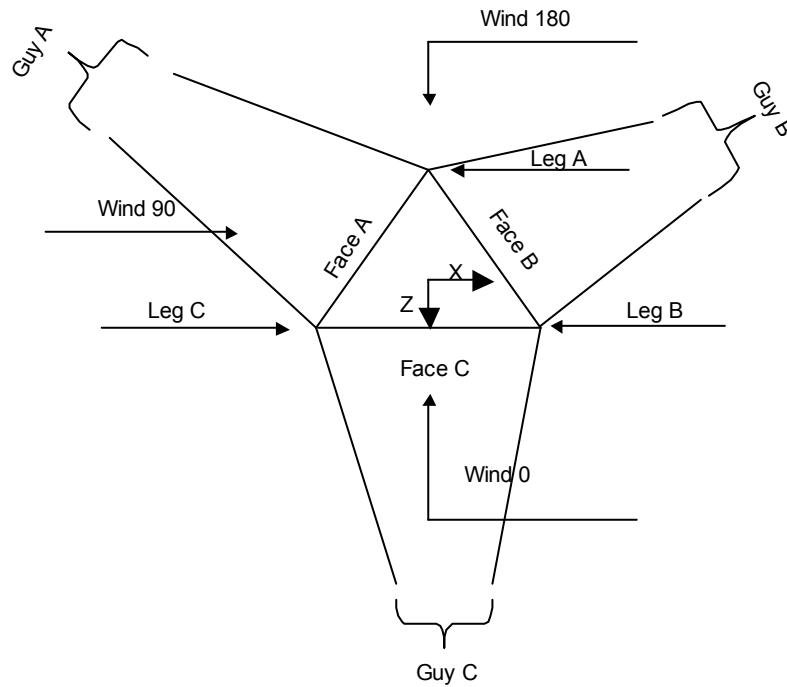 Wind 180
Guy A
Guy B
Leg A
Wind 90
Face A
Face B
X
Z
Leg C
Leg B
Face C
Wind 0
Guy C